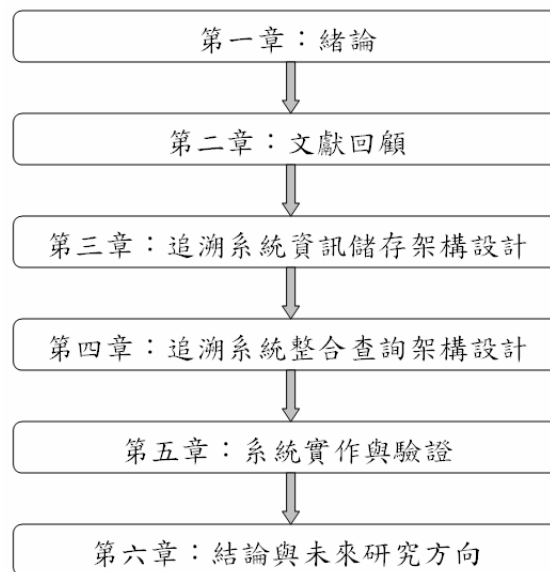 第一章：緒論
第二章：文獻回顧
第三章：追溯系統資訊儲存架構設計
第四章：追溯系統整合查詢架構設計
第五章：系統實作與驗證
第六章：結論與未來研究方向